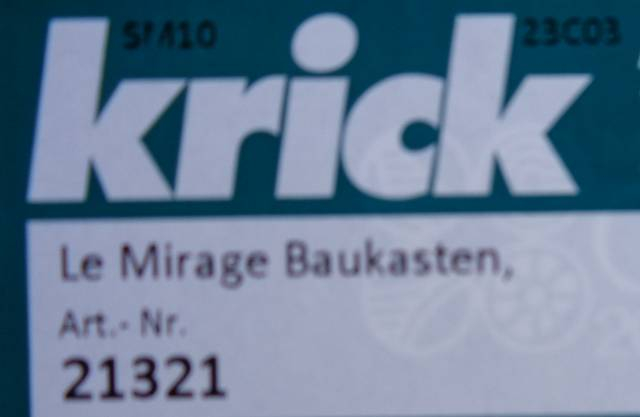 SM10 23C03
krick
Le Mirage Baukasten,
Art.- Nr.
21321